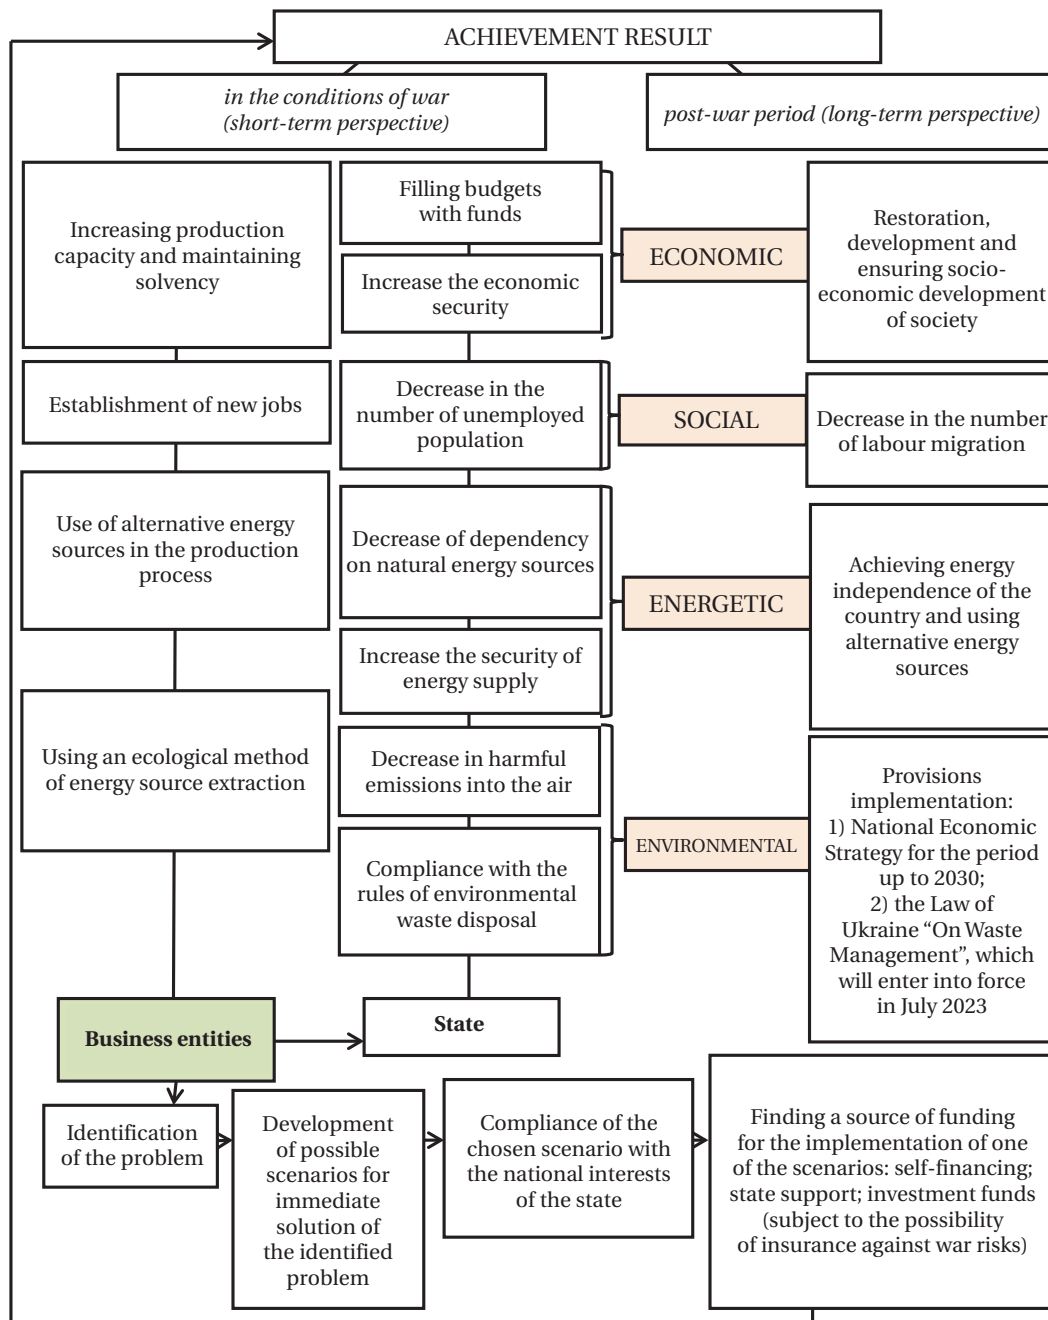 ACHIEVEMENT RESULT
in the conditions of war
(short-term perspective)
post-war period (long-term perspective)
Increasing production
capacity and maintaining
solvency
Filling budgets
with funds
Increase the economic
security
ECONOMIC
Restoration,
development and
ensuring socio-
economic development
of society
Establishment of new jobs
Decrease in the
number of unemployed
population
SOCIAL
Decrease in the number
of labour migration
Use of alternative energy
sources in the production
process
Decrease of dependency
on natural energy sources
Increase the security of
energy supply
ENERGETIC
Achieving energy
independence of the
country and using
alternative energy
sources
Using an ecological method
of energy source extraction
Decrease in harmful
emissions into the air
Compliance with the
rules of environmental
waste disposal
ENVIRONMENTAL
Provisions
implementation:
1) National Economic
Strategy for the period
up to 2030;
2) the Law of
Ukraine “On Waste
Management”, which
will enter into force
in July 2023
Business entities
State
Identification
of the problem
Development
of possible
scenarios for
immediate
solution of
the identified
problem
Compliance of the
chosen scenario with
the national interests
of the state
Finding a source of funding
for the implementation of one
of the scenarios: self-financing;
state support; investment funds
(subject to the possibility
of insurance against war risks)